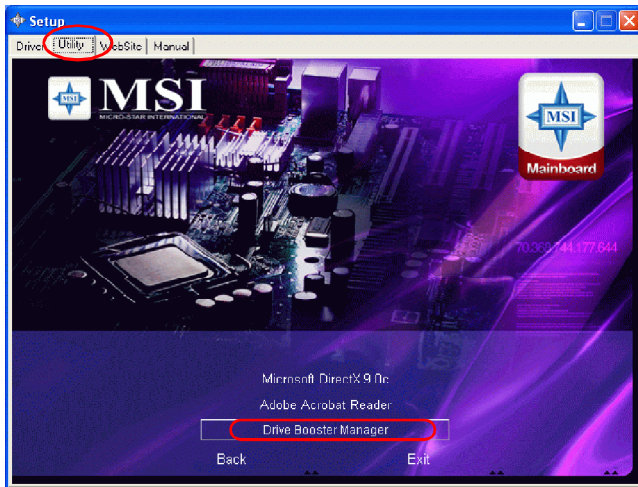 Setup
Driver Utility WebSite Manual
MSI
MSI
MICRO-STAR INTERNATIONAL
MSI
Mainboard
Microsoft DirectX 9.0c
Adobe Acrobat Reader
Drive Booster Manager
Back Exit